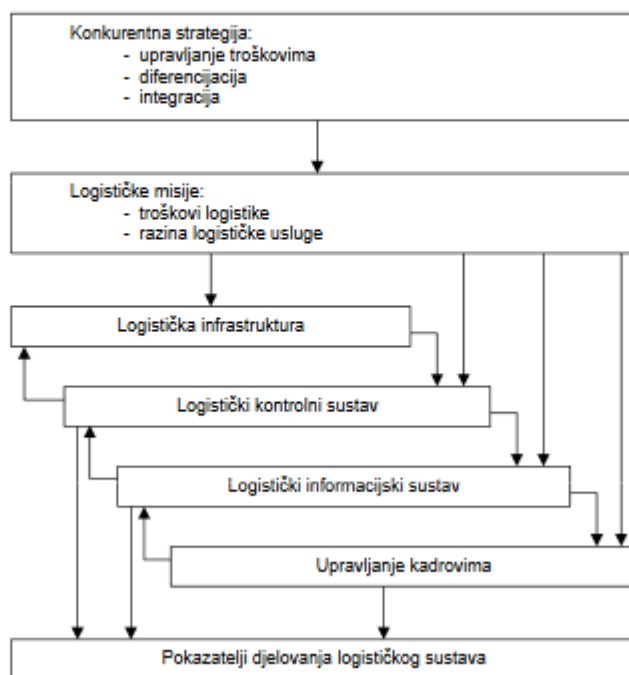 Konkurentna strategija:
- upravljanje troškovima
- diferencijacija
- integracija
Logističke misije:
- troškovi logistike
- razina logističke usluge
Logistička infrastruktura
Logistički kontrolni sustav
Logistički informacijski sustav
Upravljanje kadrovima
Pokazatelji djelovanja logističkog sustava